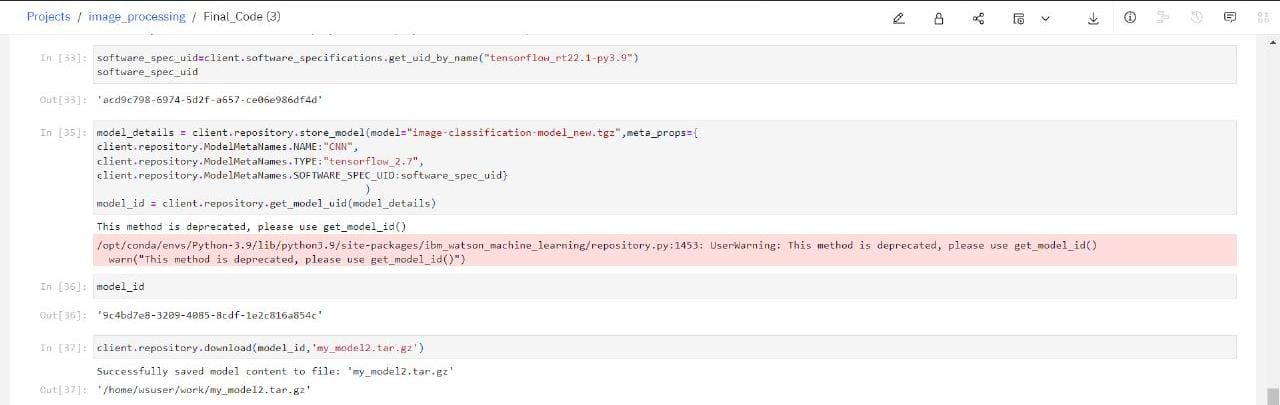 Projects / image_processing / Final_Code (3)
In [33]: software_spec_uid=client.software_specifications.get_uid_by_name("tensorflow_rt22.1-py3.9")
software_spec_uid
Out[33]: 'acd9c798-6974-5d2f-a657-ce06e986df4d'
In [35]: model_details = client.repository.store_model(model="image-classification-model_new.tgz",meta_props={
client.repository.ModelMetaNames.NAME:"CNN",
client.repository.ModelMetaNames.TYPE:"tensorflow_2.7",
client.repository.ModelMetaNames.SOFTWARE_SPEC_UID:software_spec_uid}
)
model_id = client.repository.get_model_uid(model_details)
This method is deprecated, please use get_model_id()
/opt/conda/envs/Python-3.9/lib/python3.9/site-packages/ibm_watson_machine_learning/repository.py:1453: UserWarning: This method is deprecated, please use get_model_id()
warn("This method is deprecated, please use get_model_id()")
In [36]: model_id
Out[36]: '9c4bd7e8-3209-4085-8cdf-1e2c816a854c'
In [37]: client.repository.download(model_id,'my_model2.tar.gz')
Successfully saved model content to file: 'my_model2.tar.gz'
Out[37]: '/home/wsuser/work/my_model2.tar.gz'